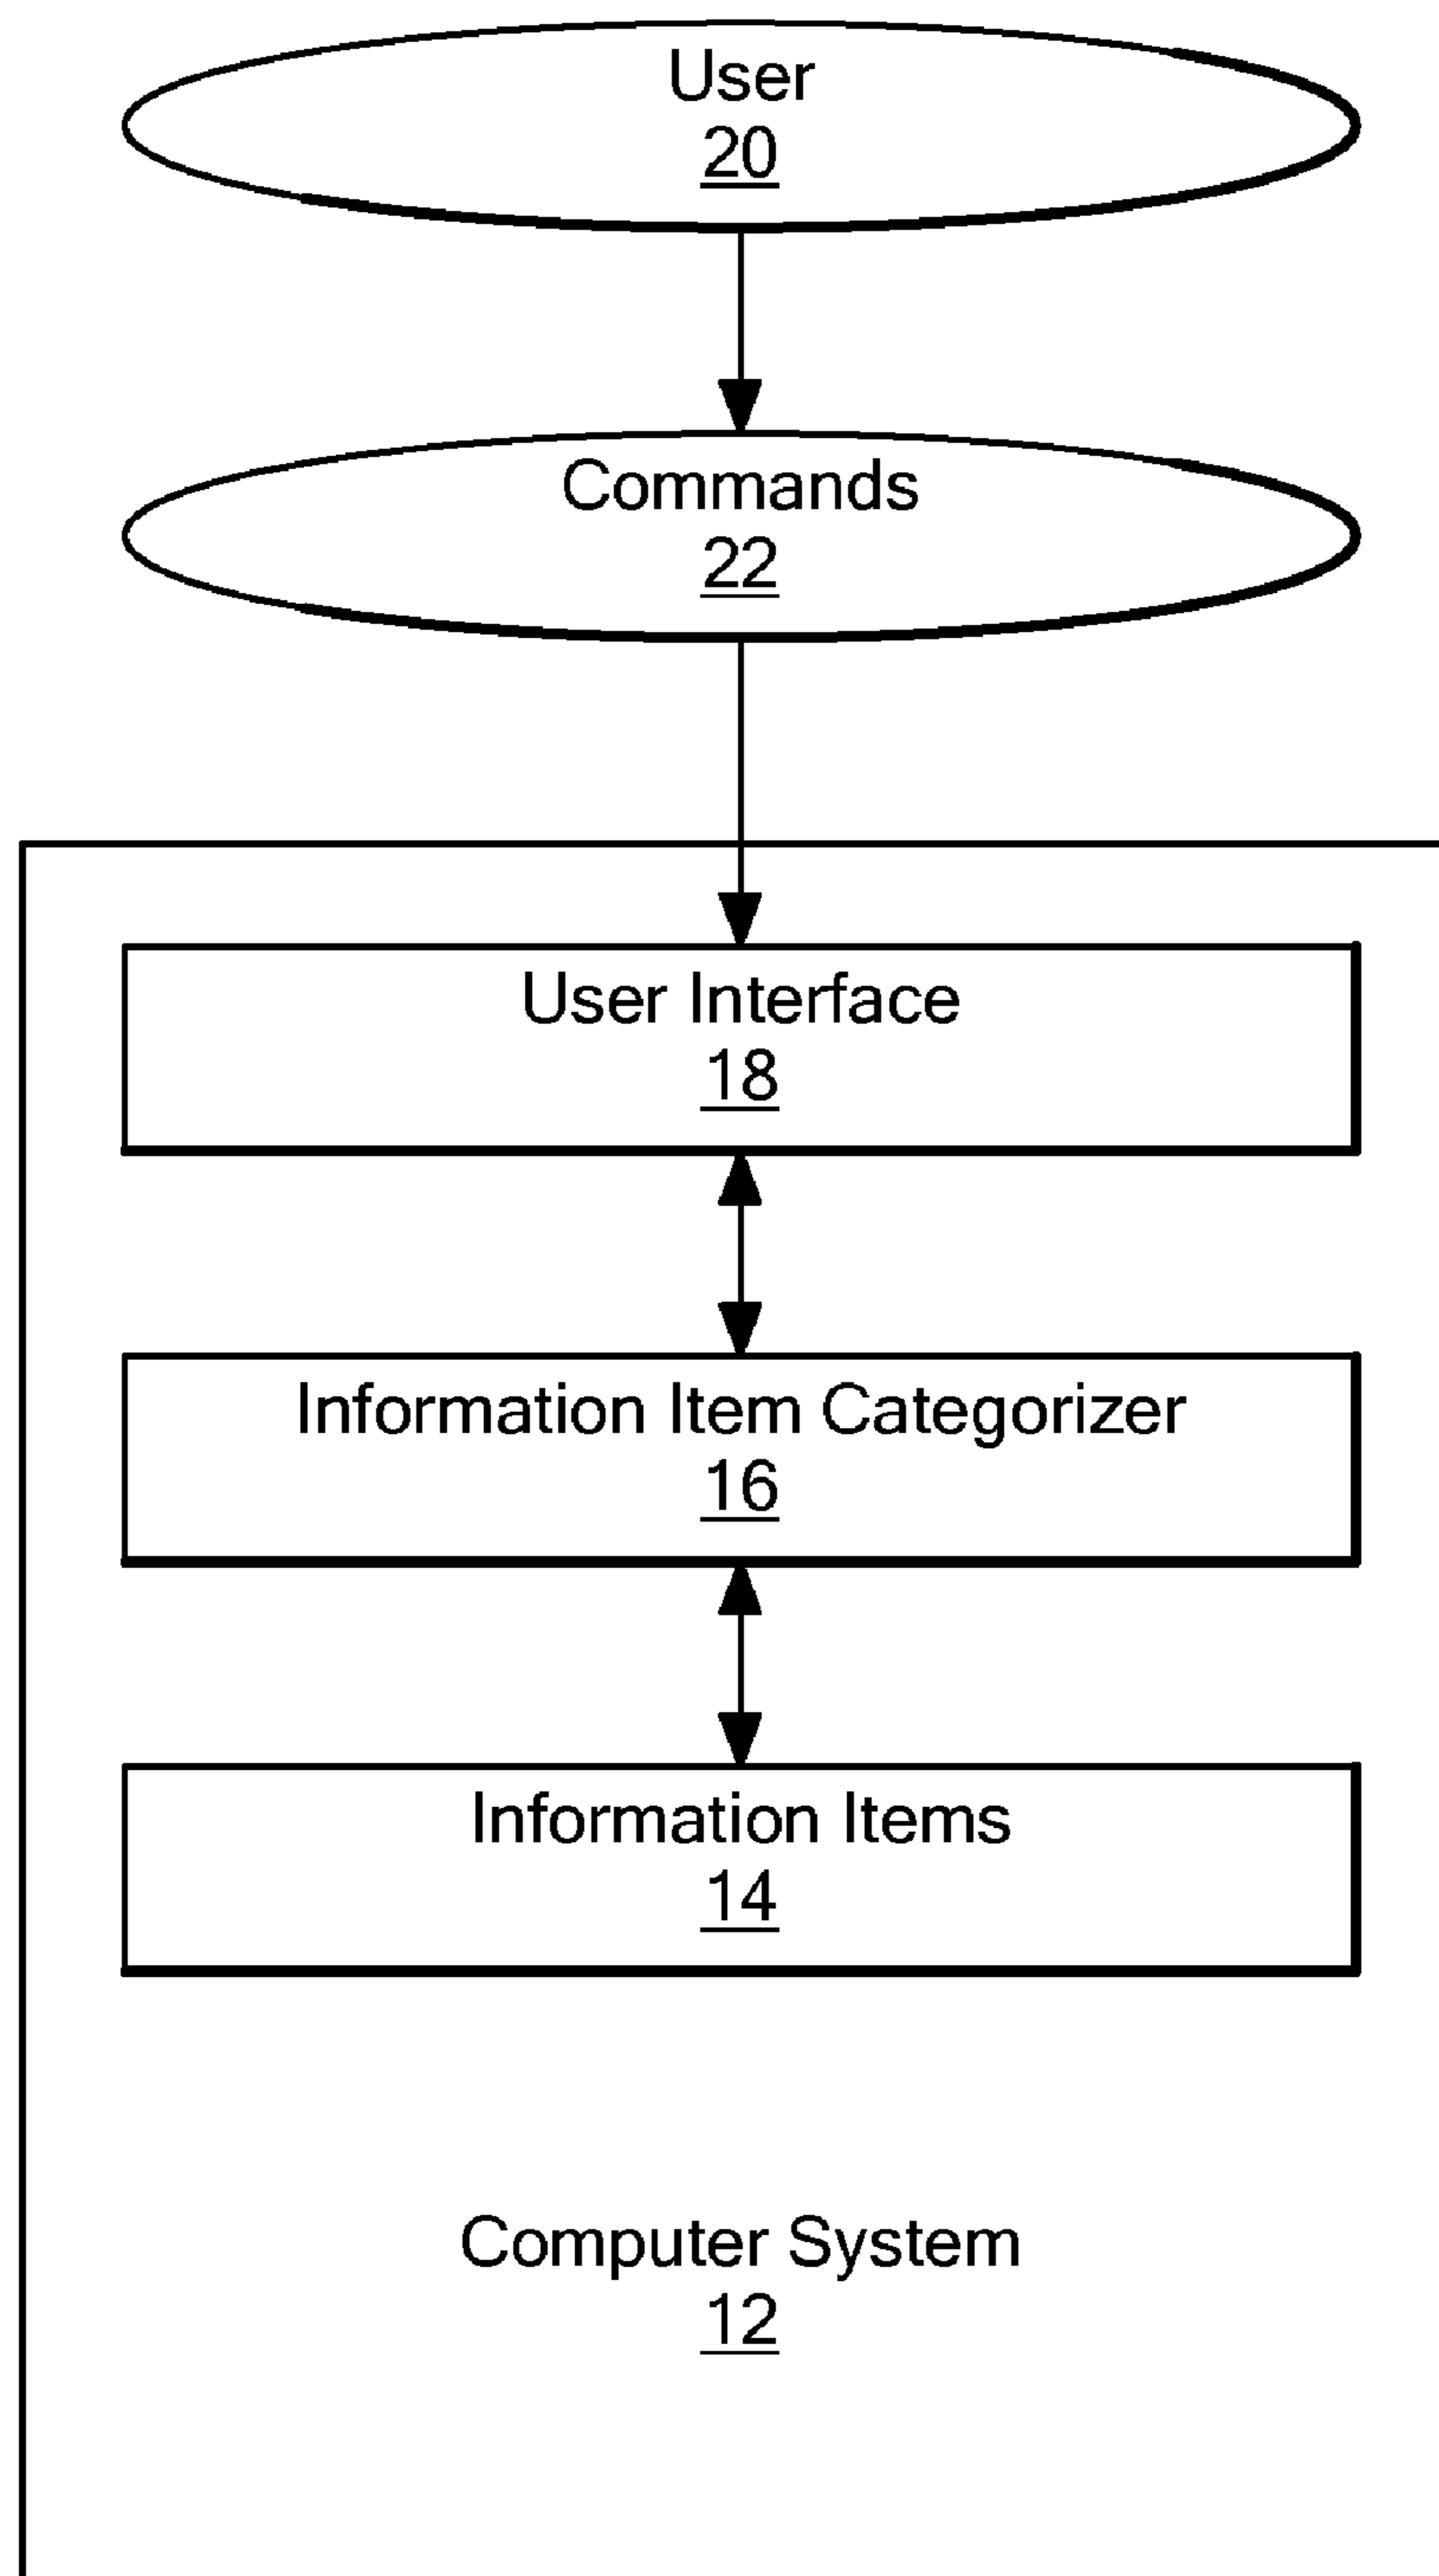 User
20
Commands
22
User Interface
18
Information Item Categorizer
16
Information Items
14
Computer System
12